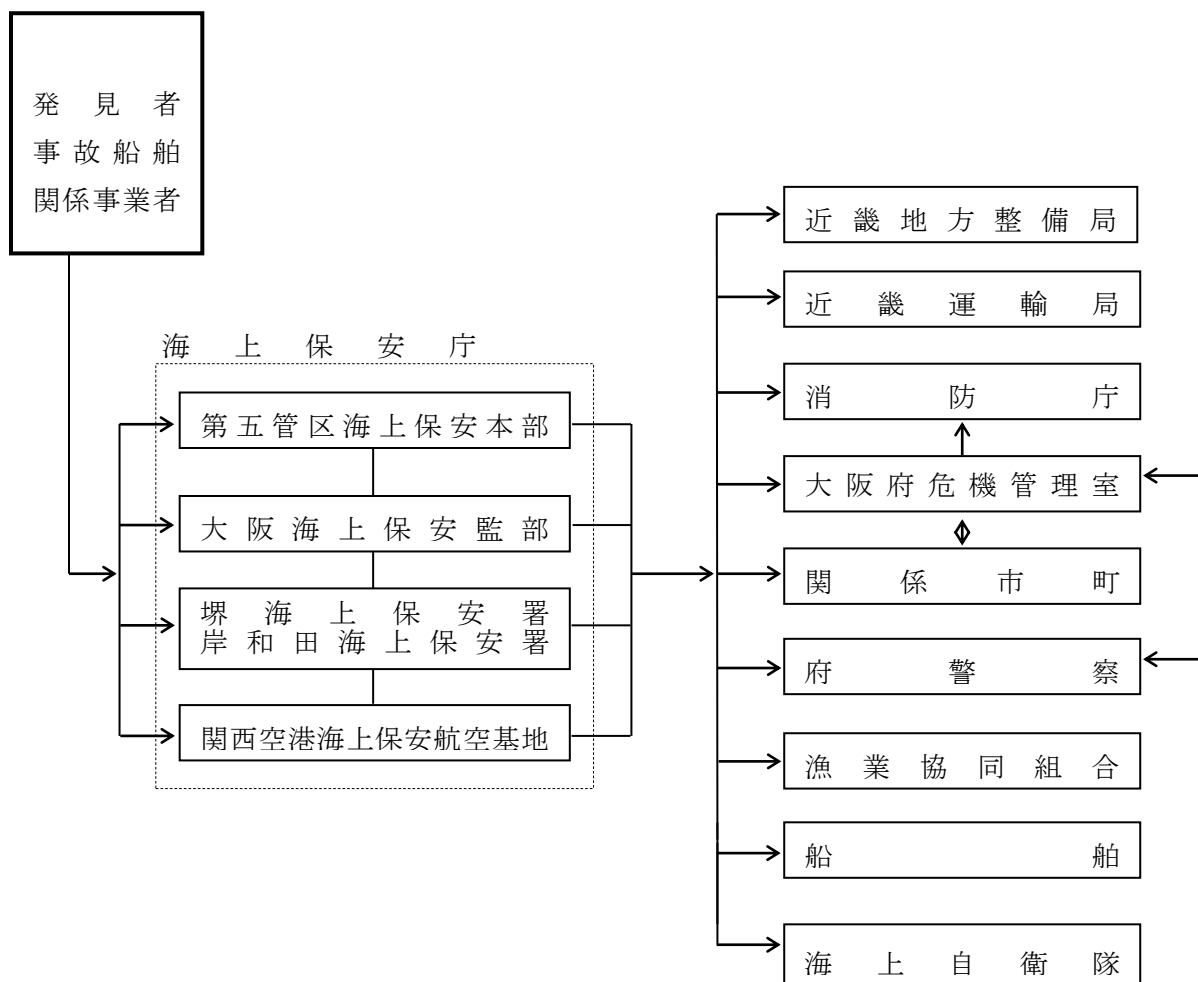 発見者
事故船舶
関係事業者
海上保安庁
第五管区海上保安本部
大阪海上保安監部
堺海上保安署
岸和田海上保安署
関西空港海上保安航空基地
近畿地方整備局
近畿運輸局
消防庁
大阪府危機管理室
関係市町
府警察
漁業協同組合
船舶
海上自衛隊